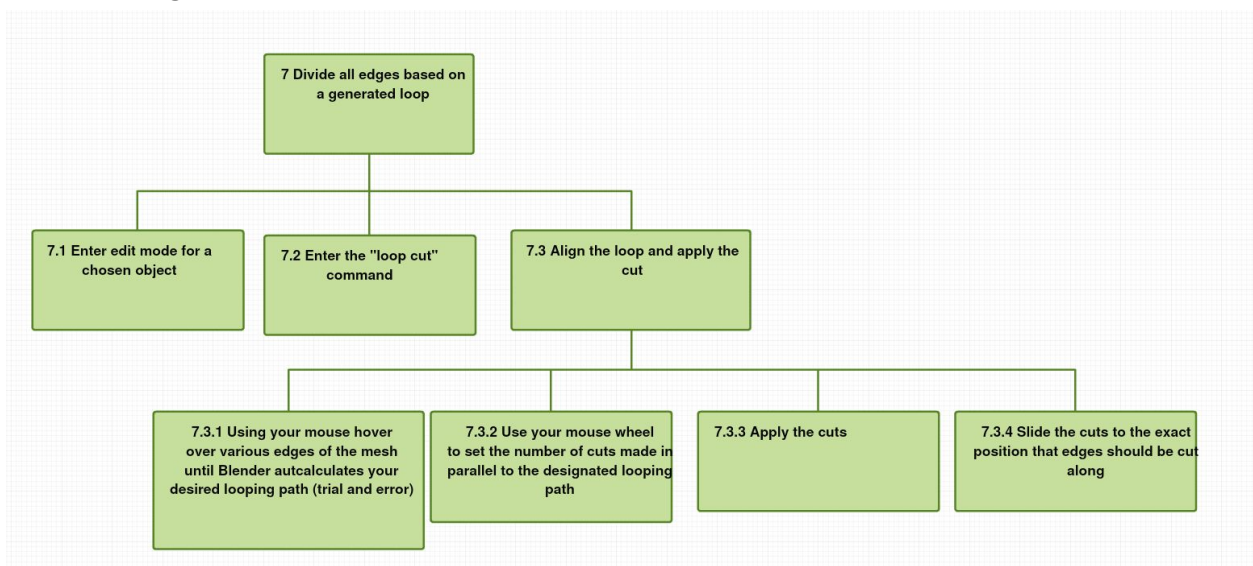 7 Divide all edges based on
a generated loop
7.1 Enter edit mode for a
chosen object
7.2 Enter the "loop cut"
command
7.3 Align the loop and apply the
cut
7.3.1 Using your mouse hover
over various edges of the mesh
until Blender autcalculates your
desired looping path (trial and error)
7.3.2 Use your mouse wheel
to set the number of cuts made in
parallel to the designated looping
path
7.3.3 Apply the cuts
7.3.4 Slide the cuts to the exact
position that edges should be cut
along